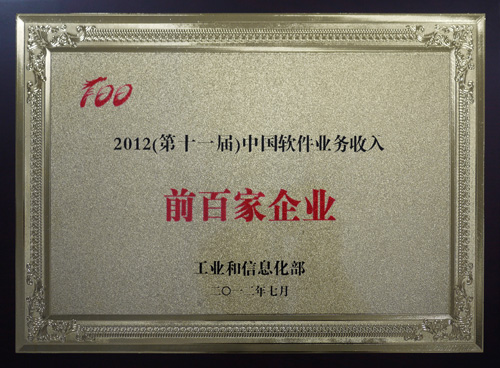 100
2012(第十一届)中国软件业务收入
前百家企业
工业和信息化部
二〇一二年七月